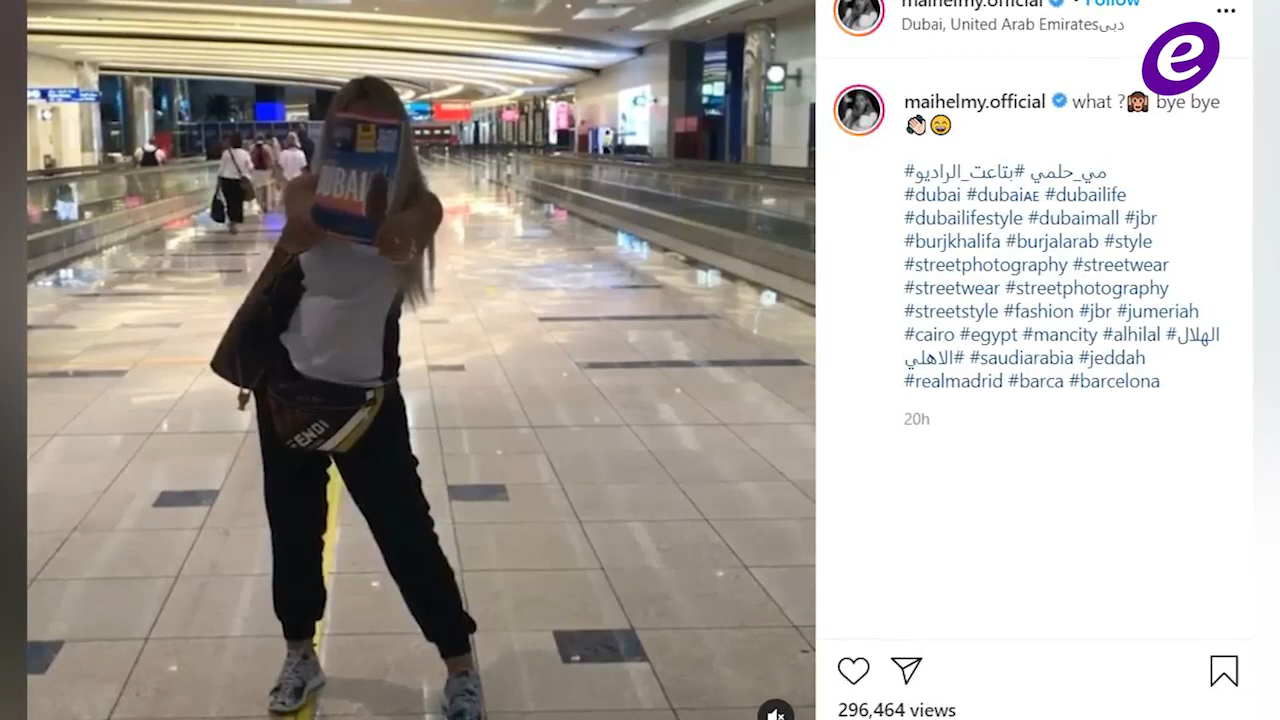 maihelmy.official • Follow
Dubai, United Arab Emiratesدبى
e
maihelmy.official what ?🙉 bye bye
👏🏻😄
#مي_حلمي #بتاعت_الراديو
#dubai #dubaiᴀᴇ #dubailife
#dubailifestyle #dubaimall #jbr
#burjkhalifa #burjalarab #style
#streetphotography #streetwear
#streetwear #streetphotography
#streetstyle #fashion #jbr #jumeriah
#cairo #egypt #mancity #alhilal #الهلال
#الاهلي #saudiarabia #jeddah
#realmadrid #barca #barcelona
20h
DUBAI
FENDI
296,464 views